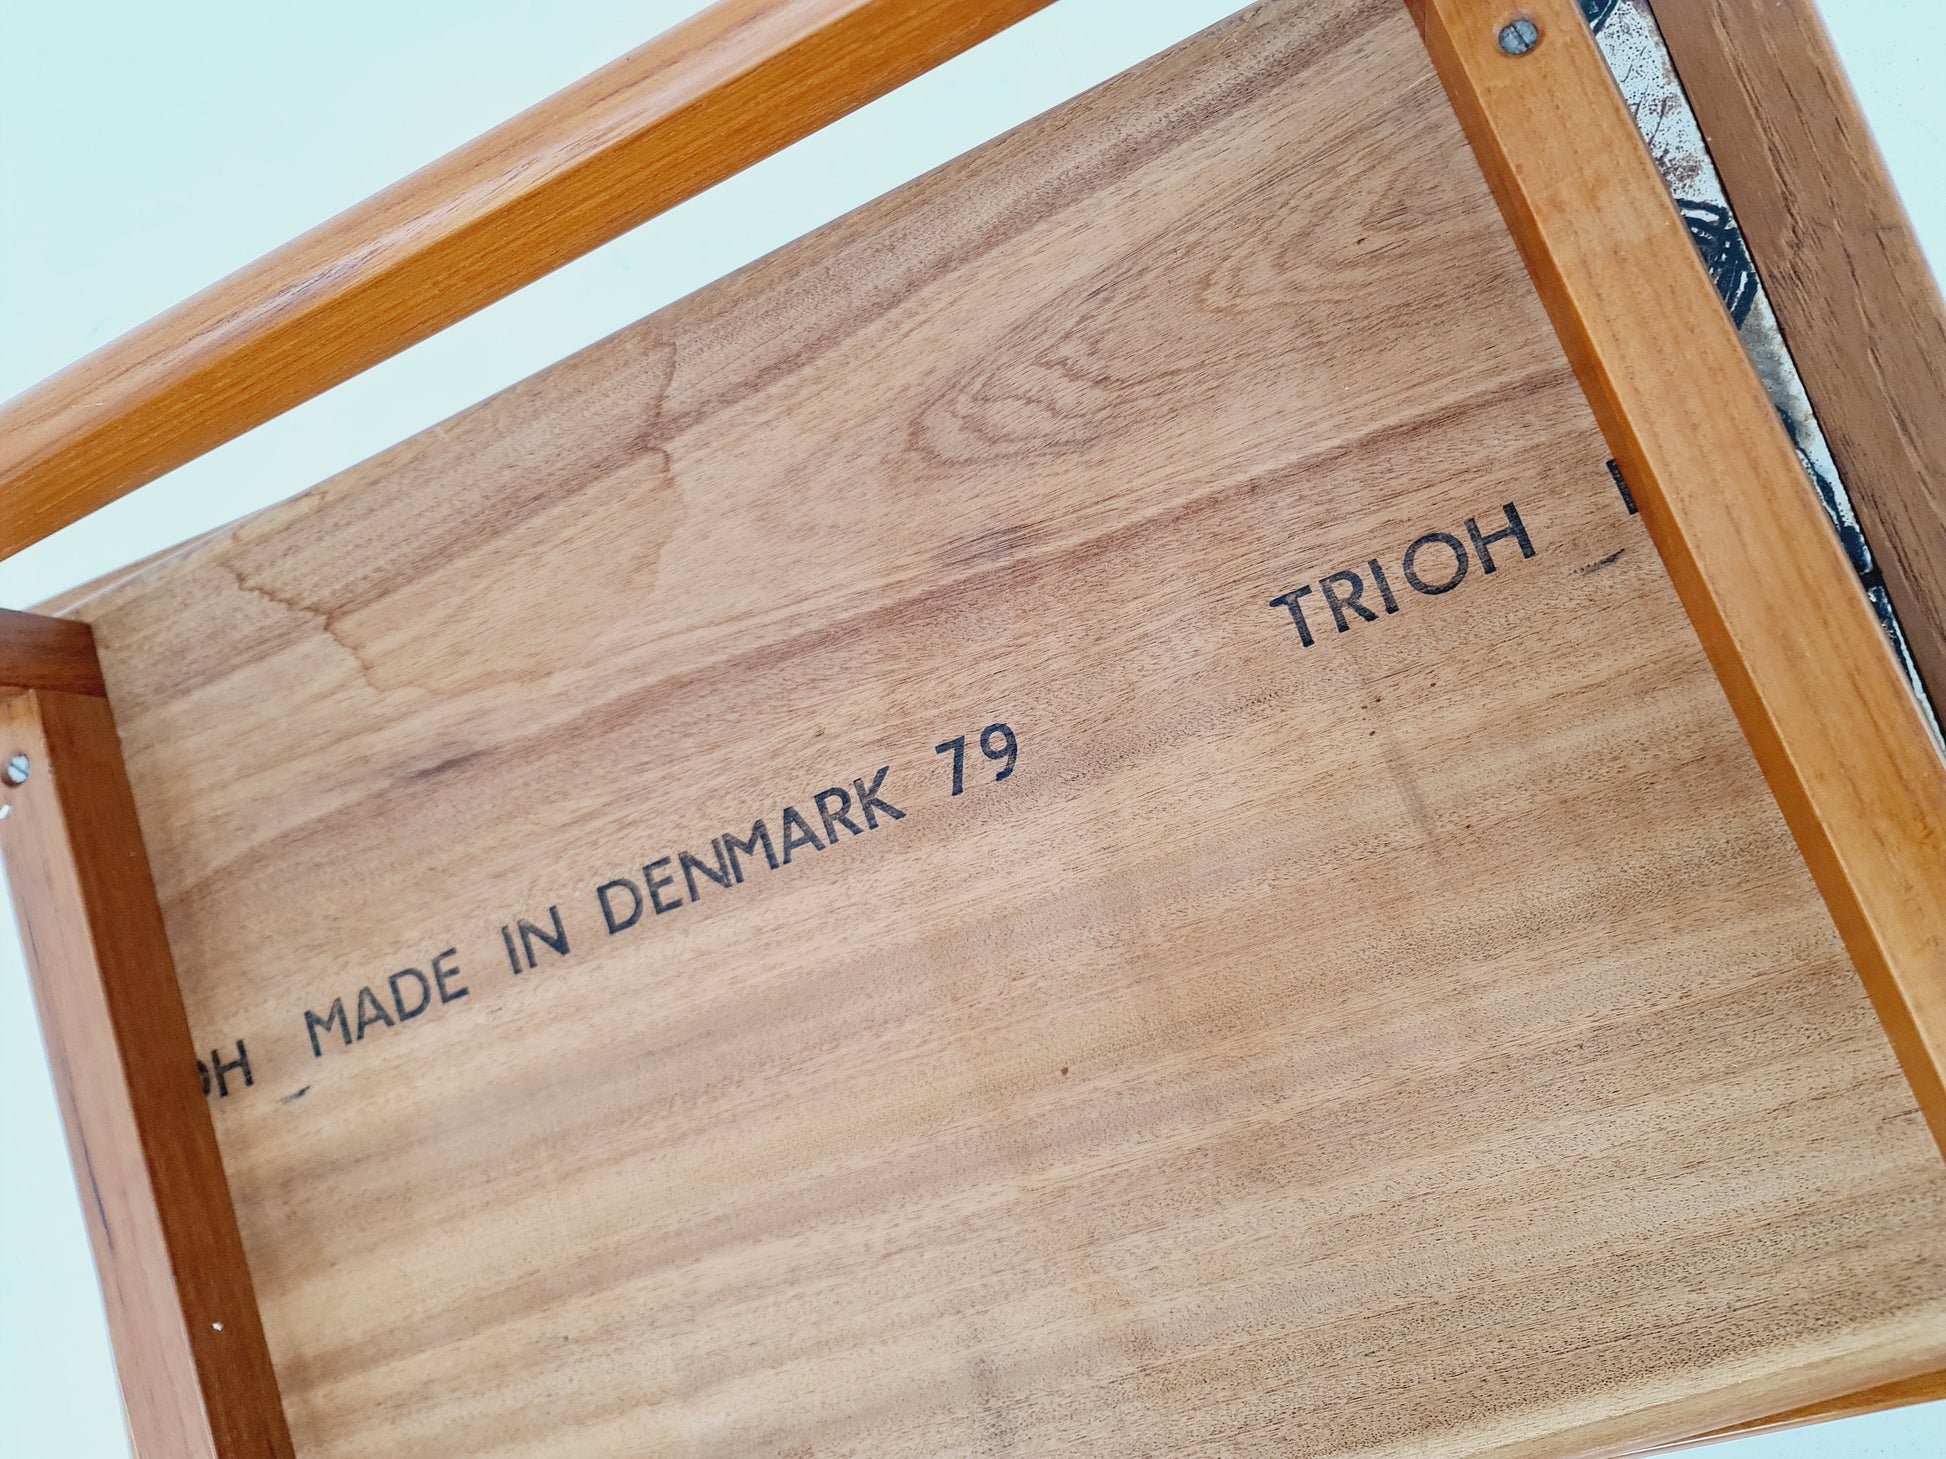 OH MADE IN DENMARK 79 TRIOH